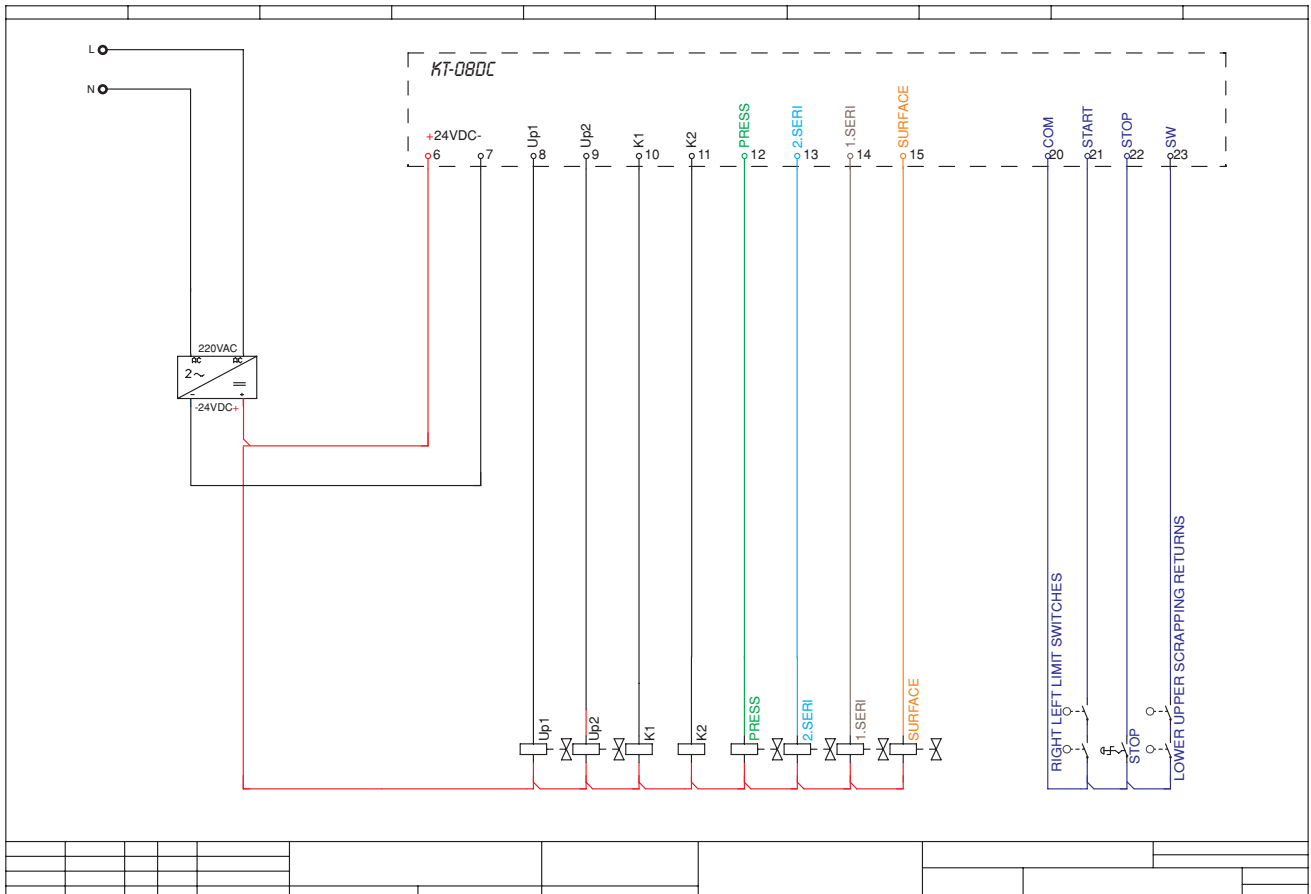 L
N
KT-08DC
+24VDC-
Up1
Up2
K1
K2
PRESS
2.SERI
1.SERI
SURFACE
COM
START
STOP
SW
6
7
8
9
10
11
12
13
14
15
20
21
22
23
220VAC
AC
AC
2~
-
+
-24VDC+
RIGHT LEFT LIMIT SWITCHES
STOP
LOWER UPPER SCRAPPING RETURNS
Up1
Up2
K1
K2
PRESS
2.SERI
1.SERI
SURFACE